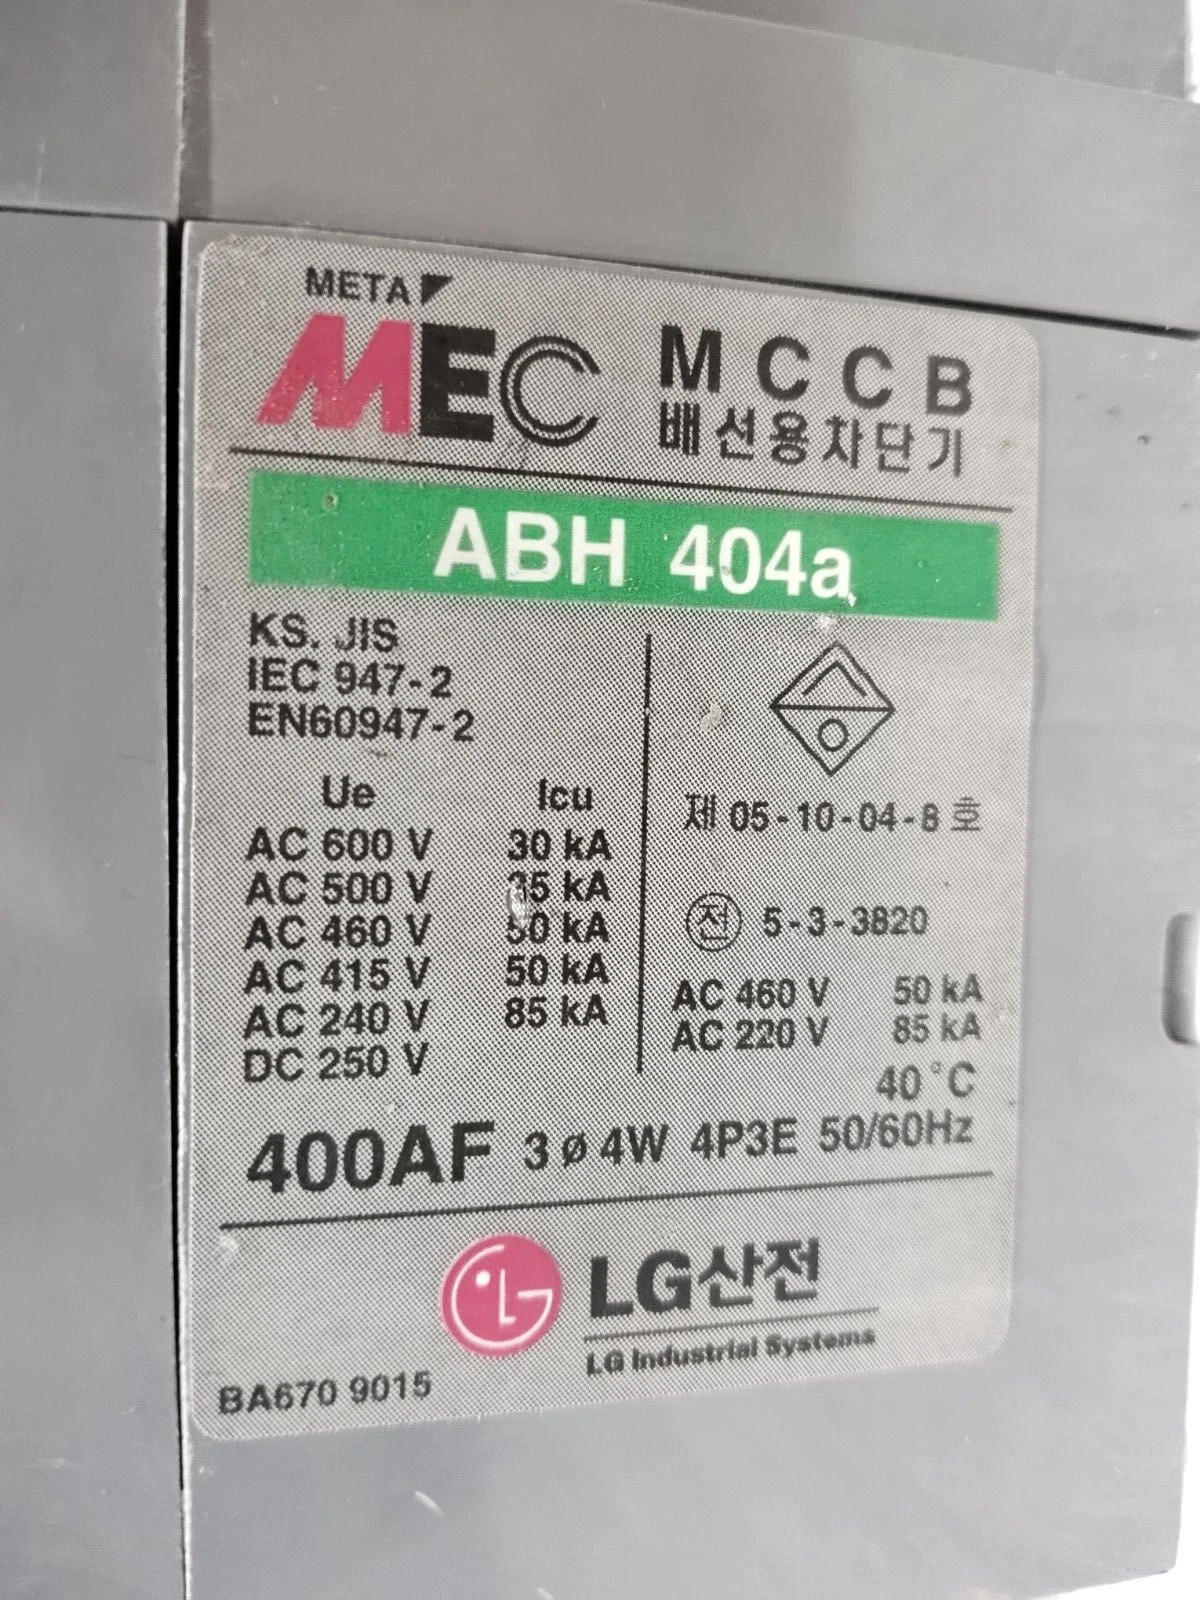 META
MEC
MCCB
배선용차단기
ABH 404a
KS. JIS
IEC 947-2
EN60947-2
Ue Icu
AC 600 V 30 kA
AC 500 V 35 kA
AC 460 V 50 kA
AC 415 V 50 kA
AC 240 V 85 kA
DC 250 V
제 05-10-04-8 호
전 5-3-3820
AC 460 V 50 kA
AC 220 V 85 kA
40 °C
400AF 3ø4W 4P3E 50/60Hz
LG산전
LG Industrial Systems
BA670 9015